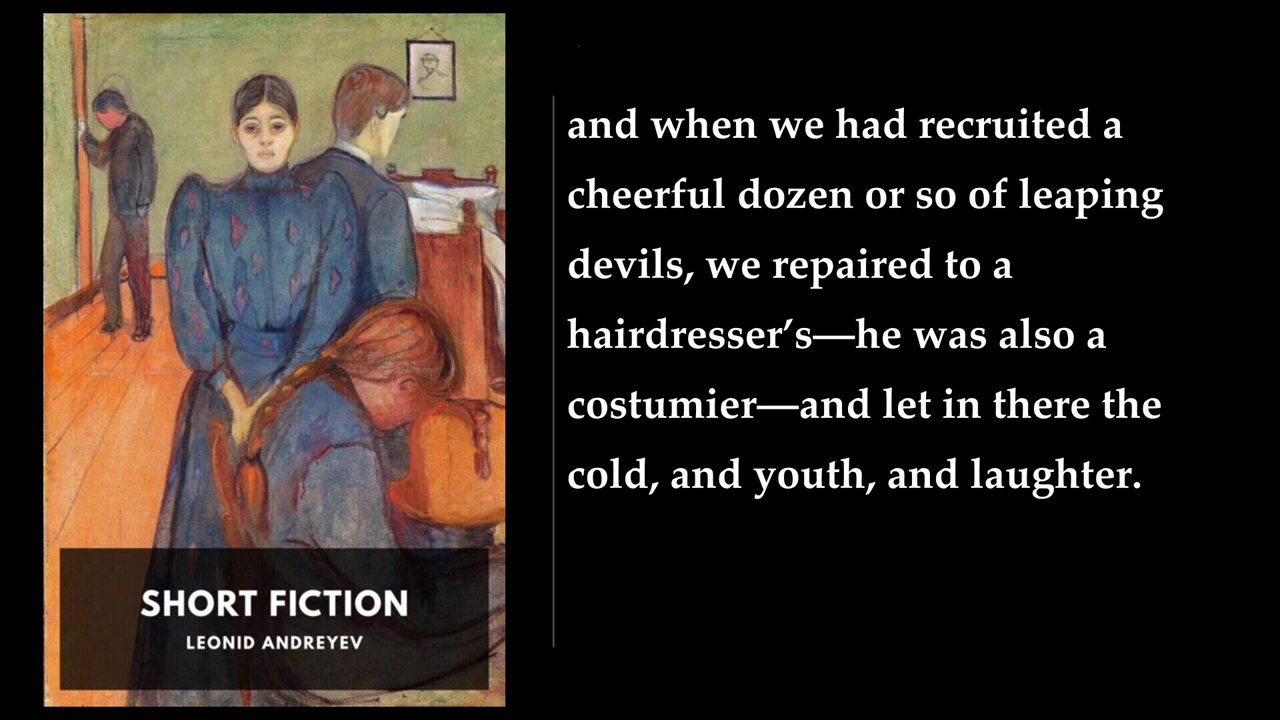 SHORT FICTION
LEONID ANDREYEV
and when we had recruited a
cheerful dozen or so of leaping
devils, we repaired to a
hairdresser’s—he was also a
costumier—and let in there the
cold, and youth, and laughter.